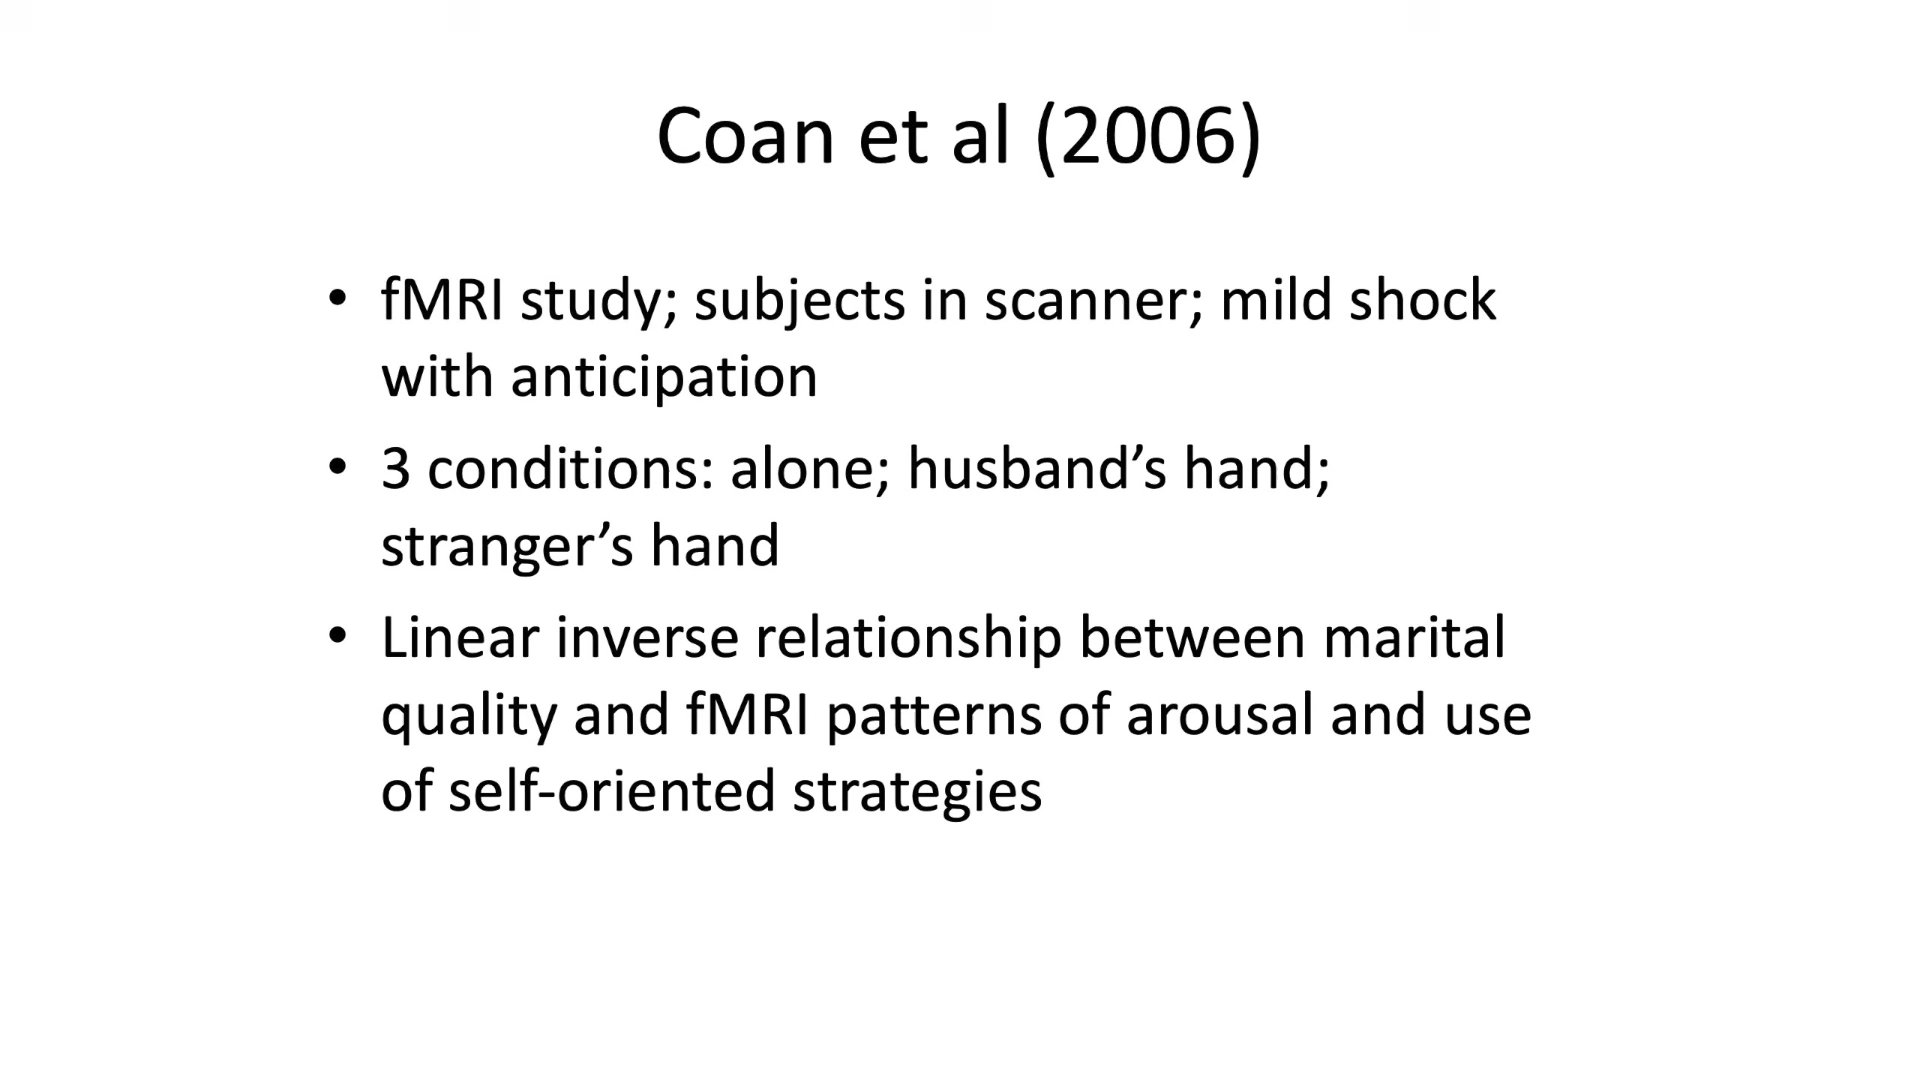 Coan et al (2006)
• fMRI study; subjects in scanner; mild shock
with anticipation
• 3 conditions: alone; husband’s hand;
stranger’s hand
• Linear inverse relationship between marital
quality and fMRI patterns of arousal and use
of self-oriented strategies